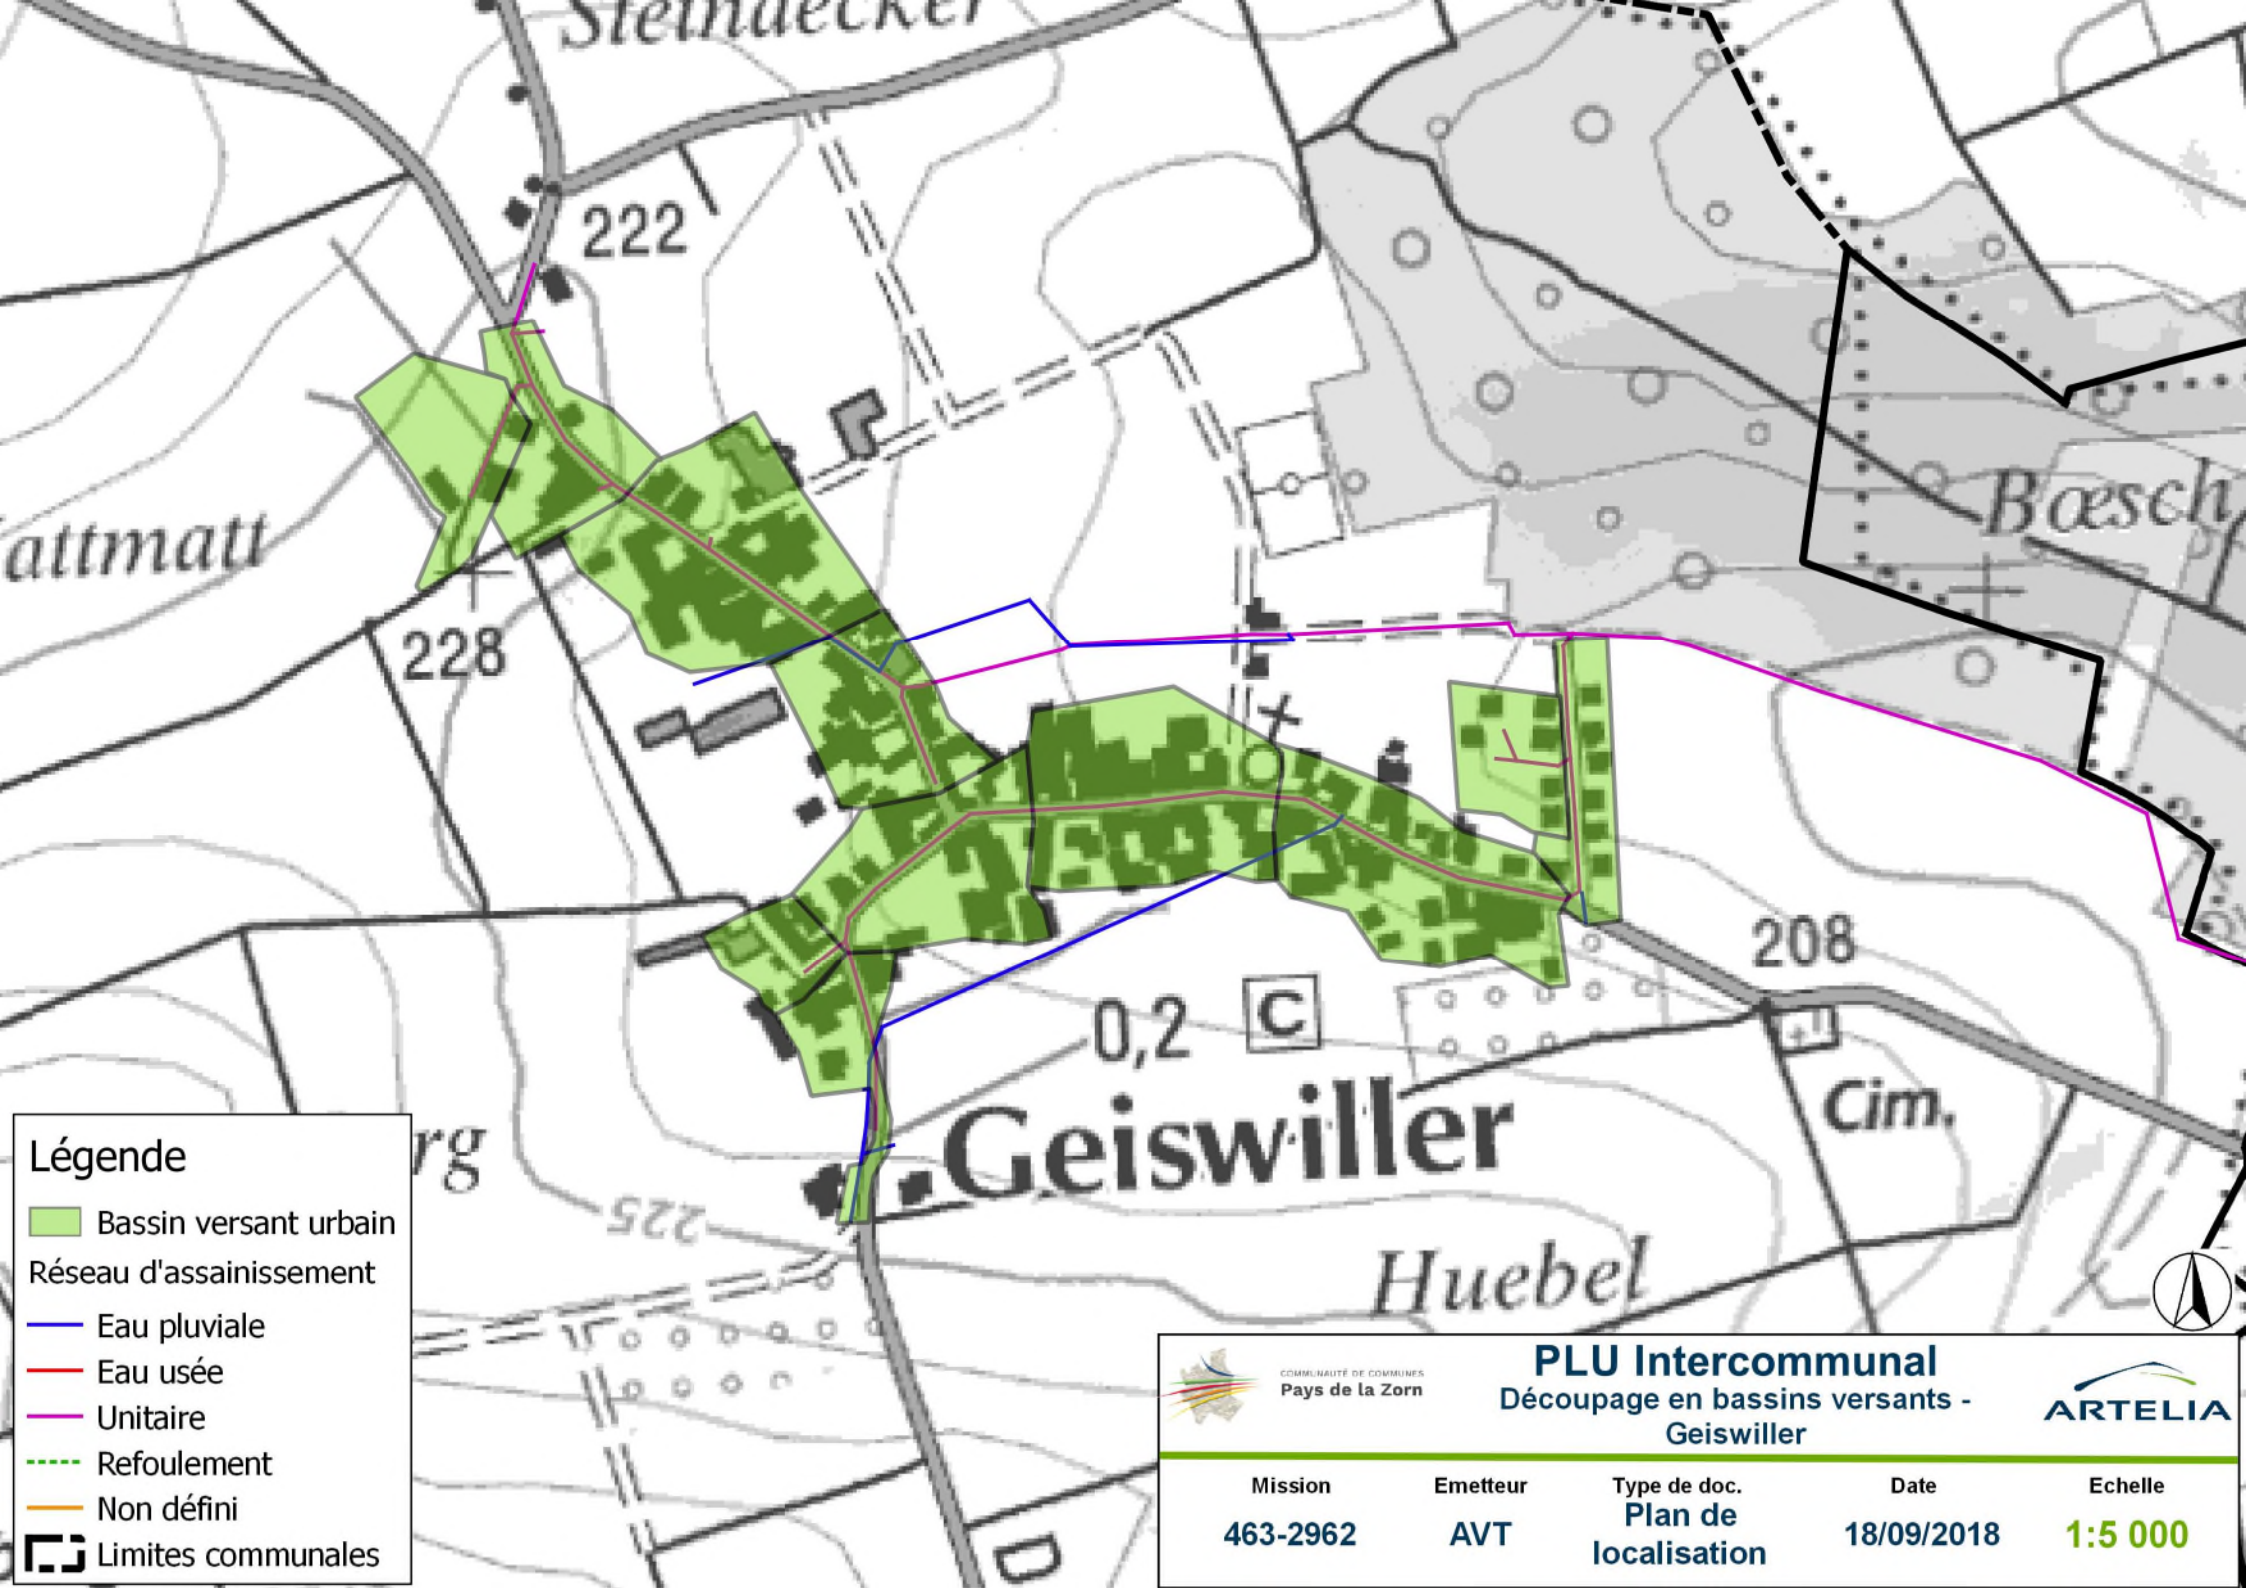 Steinaecker
222
attmatt
228
Bœsch
208
0,2
C
Geiswiller
Cim.
rg
225
Huebel
D
Légende
Bassin versant urbain
Réseau d'assainissement
Eau pluviale
Eau usée
Unitaire
Refoulement
Non défini
Limites communales
COMMUNAUTÉ DE COMMUNES
Pays de la Zorn
PLU Intercommunal
Découpage en bassins versants -
Geiswiller
ARTELIA
Mission
Emetteur
Type de doc.
Date
Echelle
463-2962
AVT
Plan de
localisation
18/09/2018
1:5 000